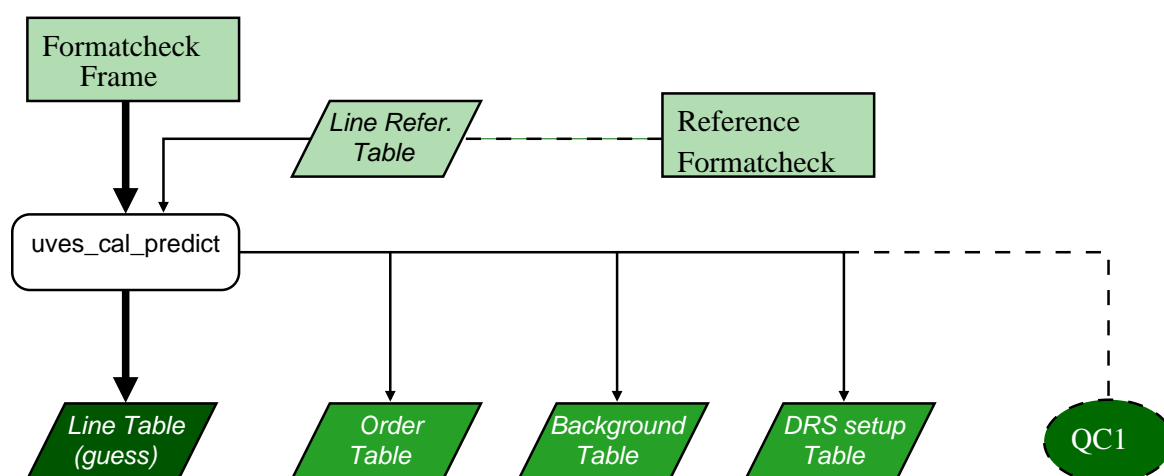 Formatcheck
Frame
Line Refer.
Table
Reference
Formatcheck
uves_cal_predict
Line Table
(guess)
Order
Table
Background
Table
DRS setup
Table
QC1